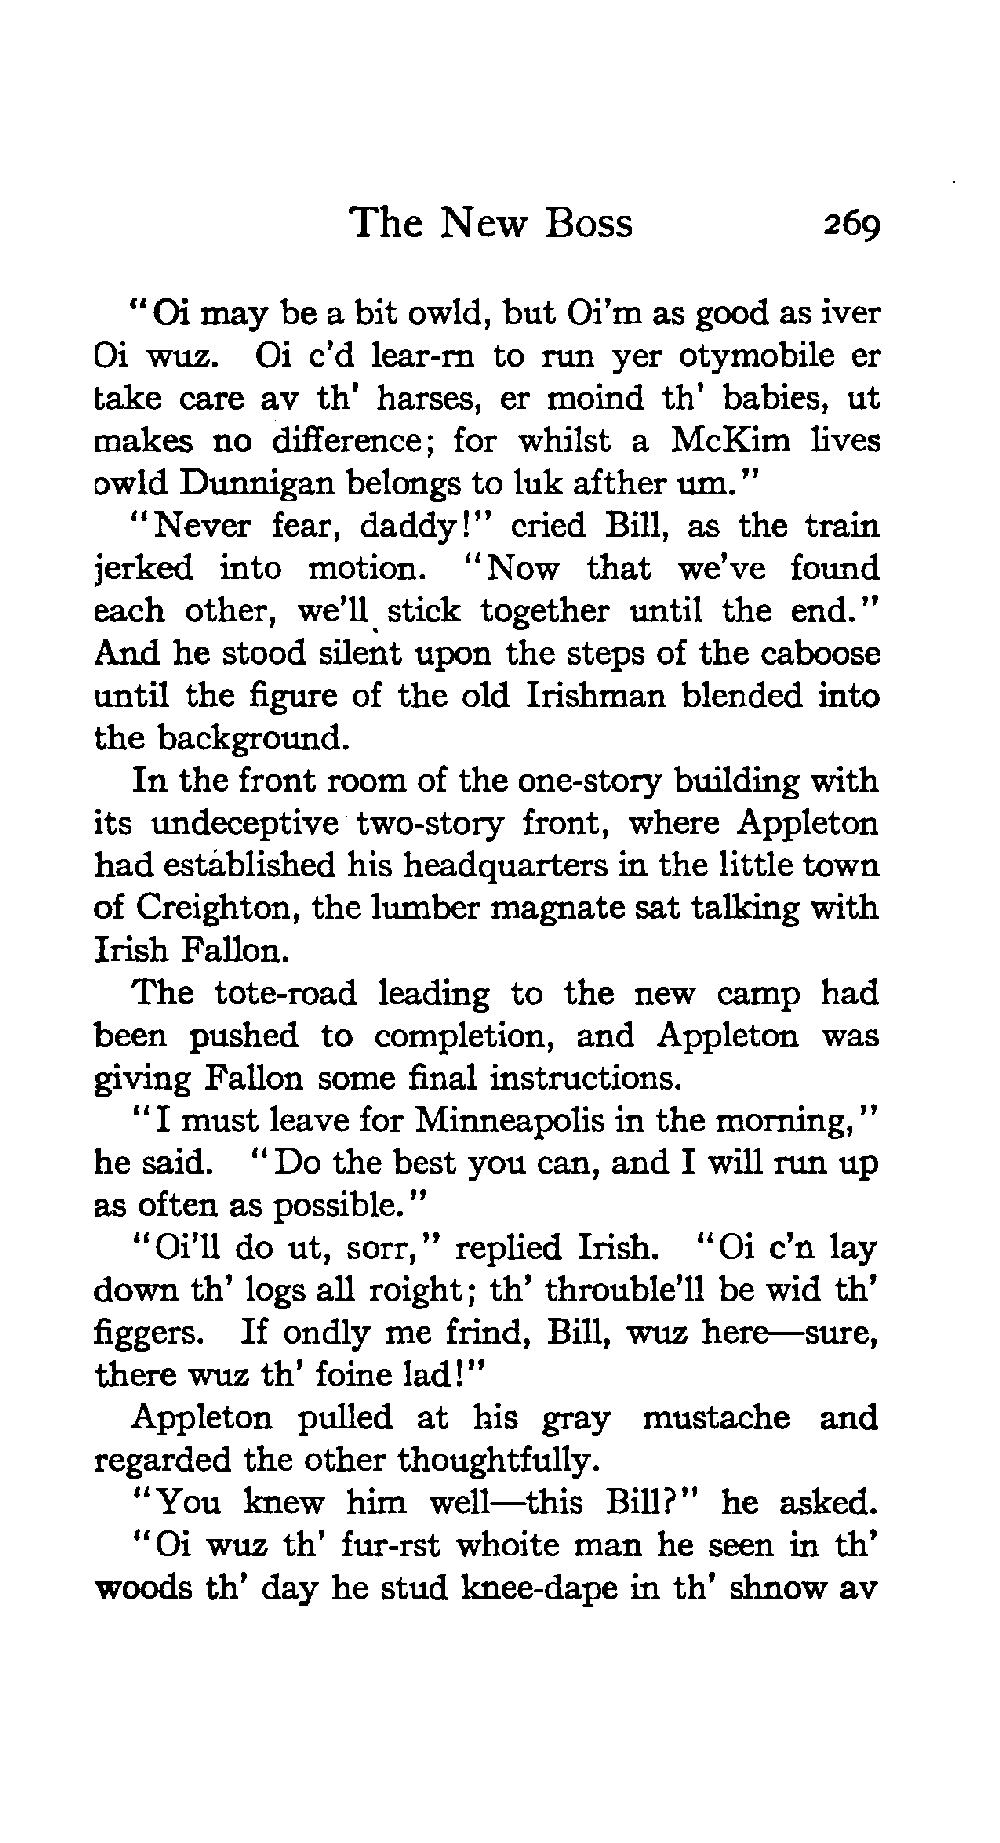 The New Boss 269
"Oi may be a bit owld, but Oi'm as good as iver
Oi wuz. Oi c'd lear-rn to run yer otymobile er
take care av th' harses, er moind th' babies, ut
makes no difference; for whilst a McKim lives
owld Dunnigan belongs to luk afther um."
"Never fear, daddy!" cried Bill, as the train
jerked into motion. "Now that we've found
each other, we'll stick together until the end."
And he stood silent upon the steps of the caboose
until the figure of the old Irishman blended into
the background.
In the front room of the one-story building with
its undeceptive two-story front, where Appleton
had established his headquarters in the little town
of Creighton, the lumber magnate sat talking with
Irish Fallon.
The tote-road leading to the new camp had
been pushed to completion, and Appleton was
giving Fallon some final instructions.
"I must leave for Minneapolis in the morning,"
he said. "Do the best you can, and I will run up
as often as possible."
"Oi'll do ut, sorr," replied Irish. "Oi c'n lay
down th' logs all roight; th' throuble'll be wid th'
figgers. If ondly me frind, Bill, wuz here—sure,
there wuz th' foine lad!"
Appleton pulled at his gray mustache and
regarded the other thoughtfully.
"You knew him well—this Bill?" he asked.
"Oi wuz th' fur-rst whoite man he seen in th'
woods th' day he stud knee-dape in th' shnow av